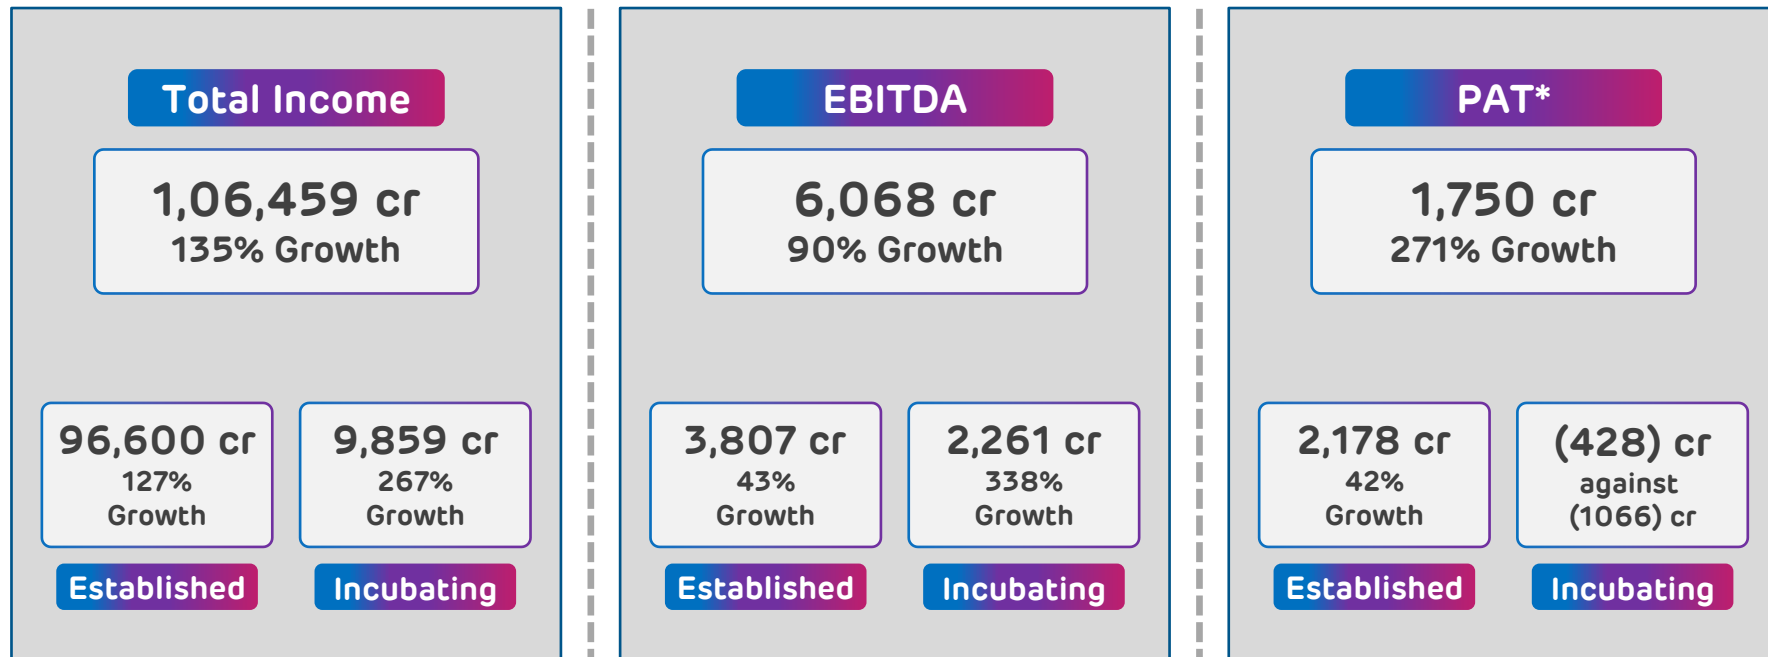 Total Income
1,06,459 cr
135% Growth
96,600 cr
127%
Growth
Established
9,859 cr
267%
Growth
Incubating
EBITDA
6,068 cr
90% Growth
3,807 cr
43%
Growth
Established
2,261 cr
338%
Growth
Incubating
PAT*
1,750 cr
271% Growth
2,178 cr
42%
Growth
Established
(428) cr
against
(1066) cr
Incubating